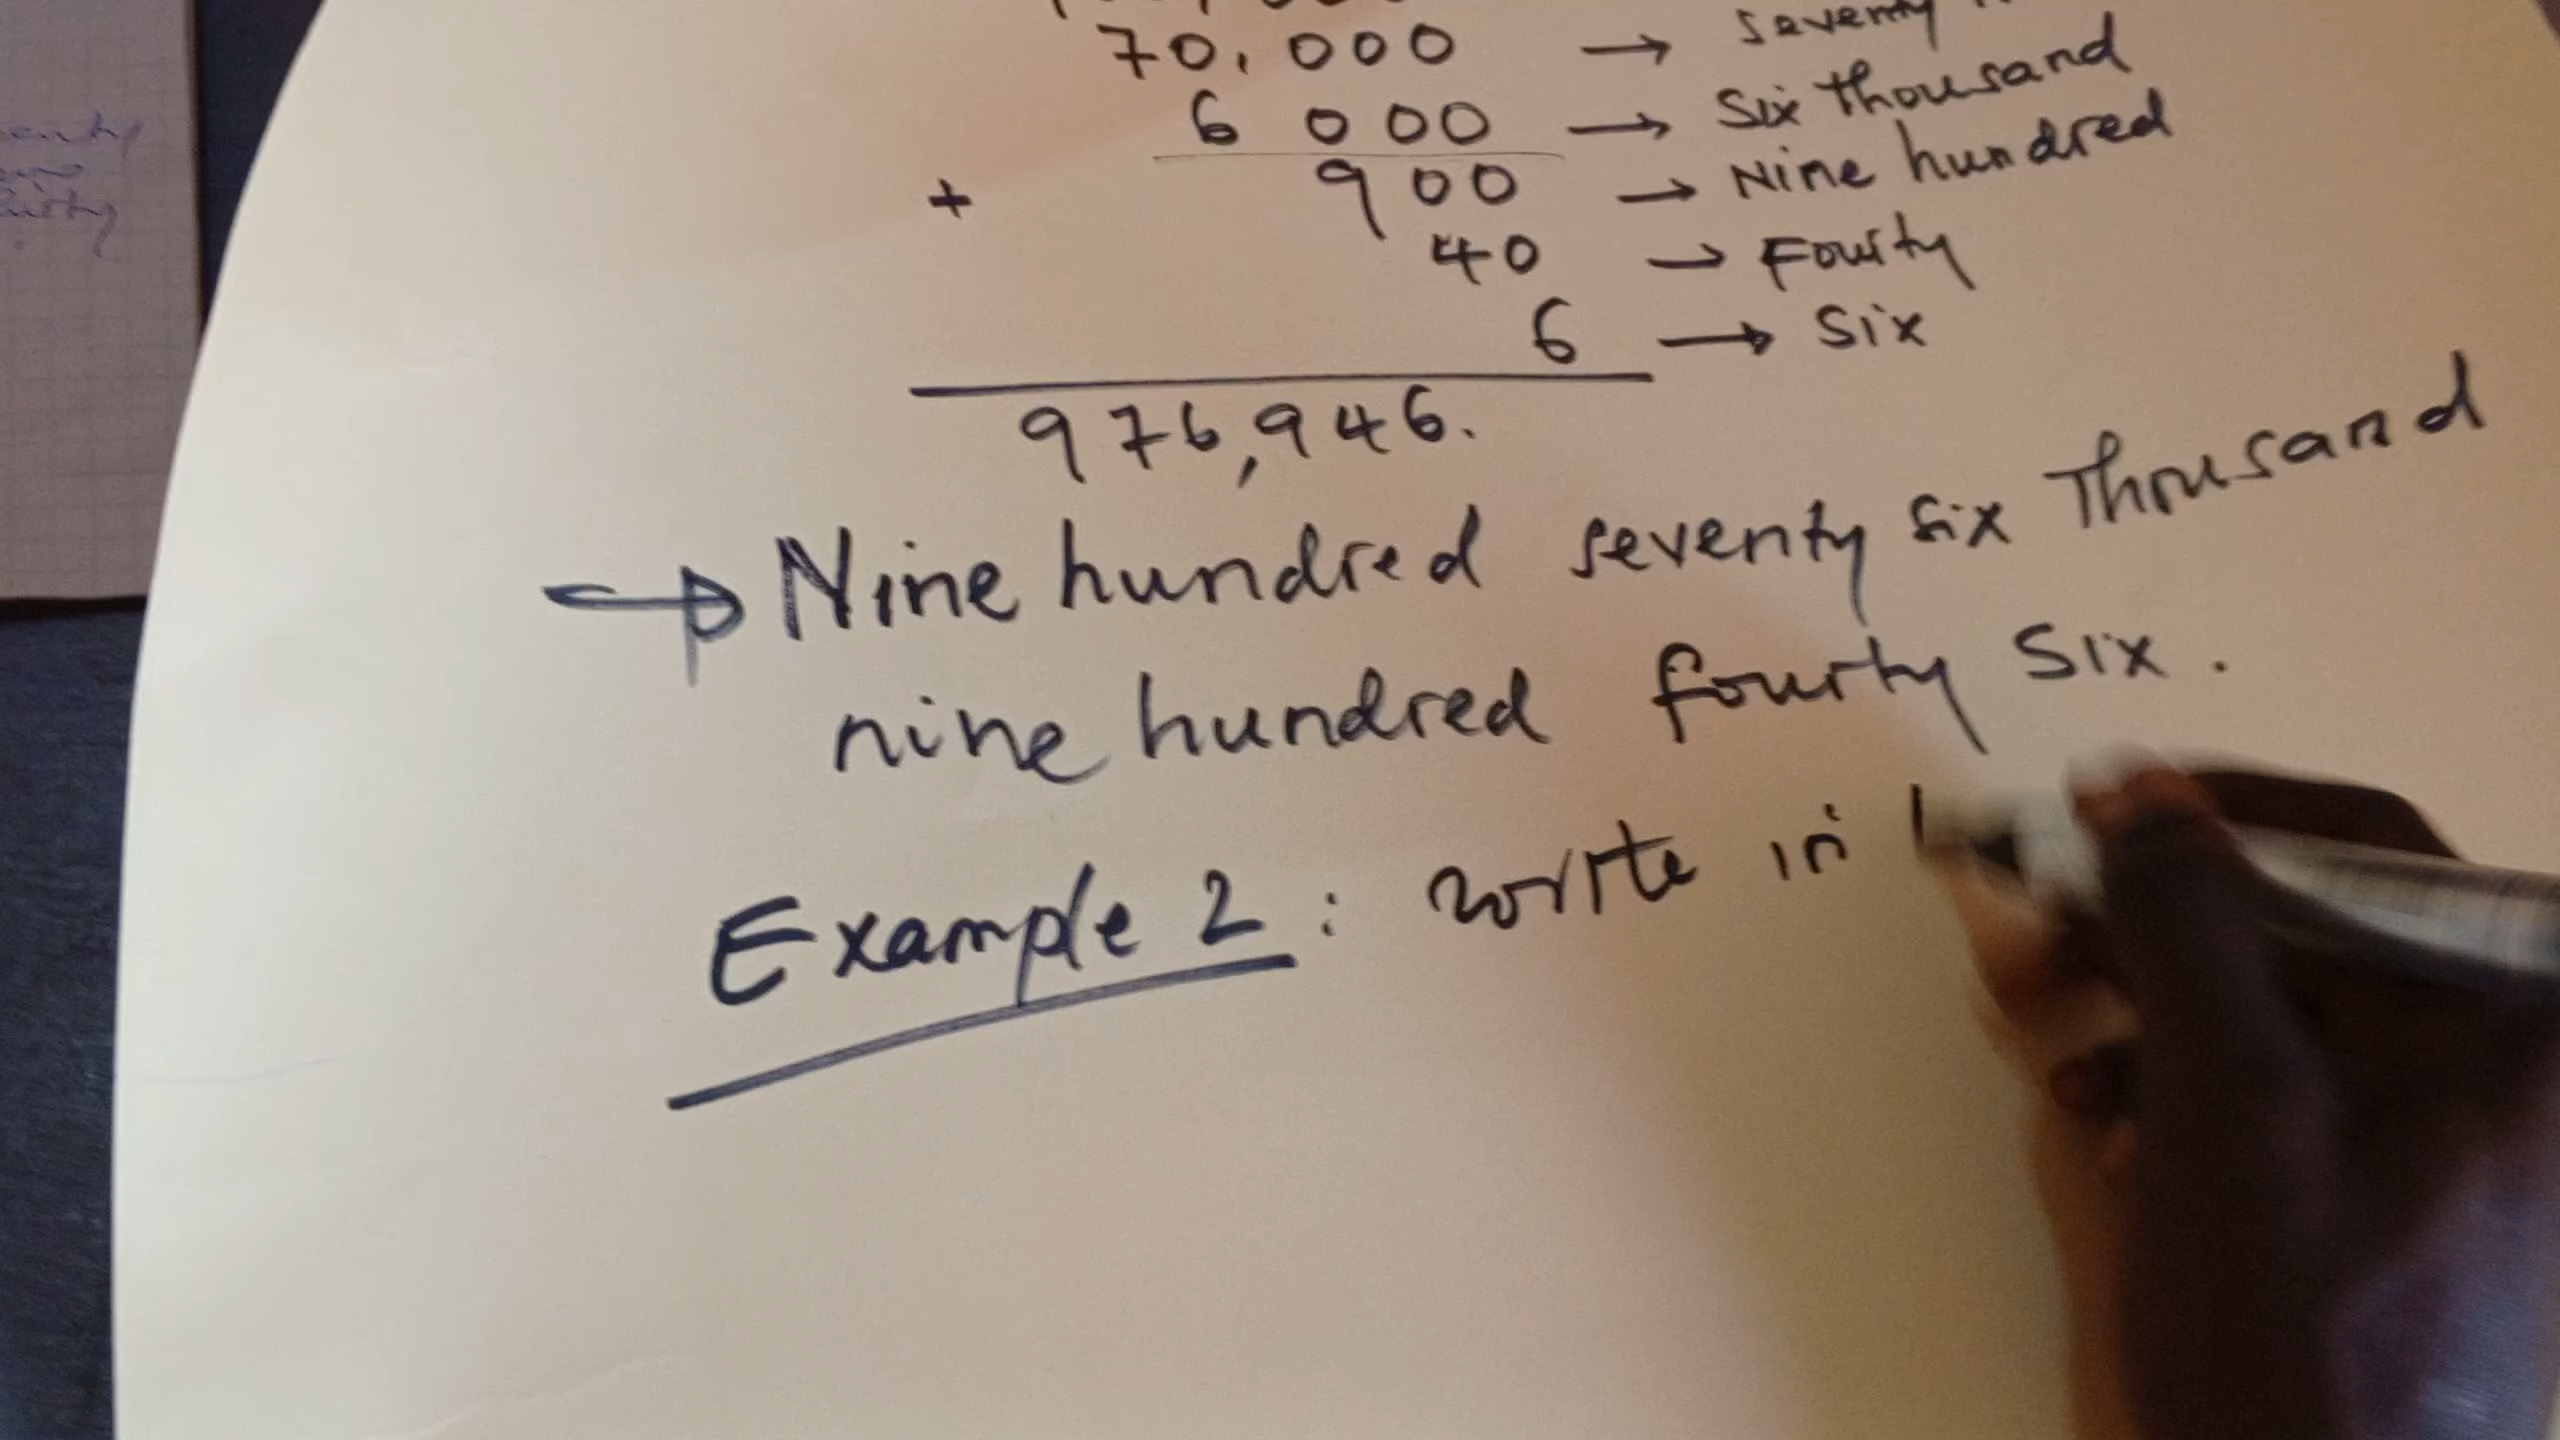 70,000 → seventy
6 000 → Six thousand
+ 900 → Nine hundred
40 → Fourty
6 → Six
976,946.
→ Nine hundred seventy six Thousand
nine hundred fourty Six.
Example 2 : write in